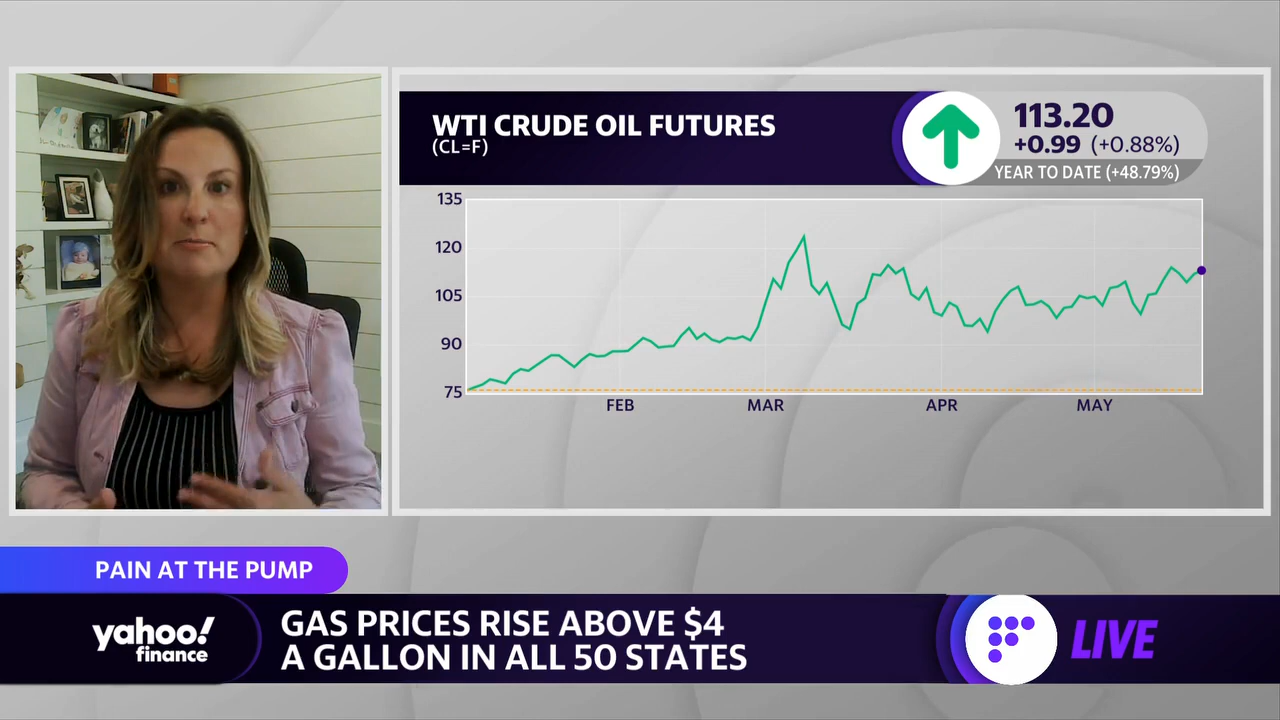 WTI CRUDE OIL FUTURES
(CL=F)
113.20
+0.99 (+0.88%)
YEAR TO DATE (+48.79%)
135
120
105
90
75
FEB MAR APR MAY
PAIN AT THE PUMP
yahoo!
finance
GAS PRICES RISE ABOVE $4
A GALLON IN ALL 50 STATES
LIVE